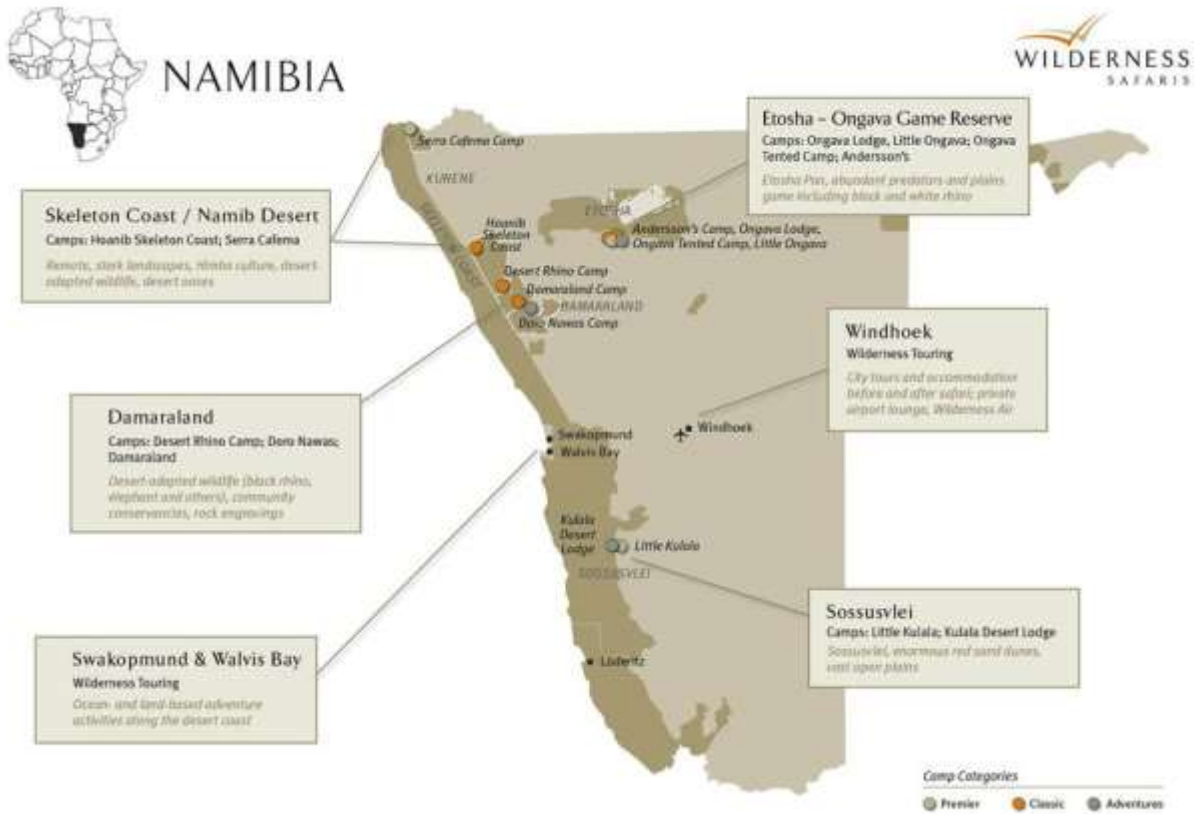 NAMIBIA
WILDERNESS
SAFARIS
Etosha – Ongava Game Reserve
Camps: Ongava Lodge, Little Ongava; Ongava
Tented Camp; Andersson's
Etosha Pan, abundant predators and plains
game including black and white rhino
Serra Cafema Camp
KUNENE
Skeleton Coast / Namib Desert
Camps: Hoanib Skeleton Coast; Serra Cafema
Remote, stark landscapes, Himba culture, desert-
adapted wildlife, desert oases
SKELETON COAST
Hoanib
Skeleton
Coast
ETOSHA
Andersson's Camp, Ongava Lodge,
Ongava Tented Camp, Little Ongava
Desert Rhino Camp
Damaraland Camp
DAMARALAND
Doro Nawas Camp
Windhoek
Wilderness Touring
City tours and accommodation
before and after safari; private
airport lounge, Wilderness Air
Damaraland
Camps: Desert Rhino Camp; Doro Nawas;
Damaraland
Desert-adapted wildlife (black rhino,
elephant and others), community
conservancies, rock engravings
Swakopmund
Walvis Bay
Windhoek
Kulala
Desert
Lodge
Little Kulala
SOSSUSVLEI
Sossusvlei
Camps: Little Kulala; Kulala Desert Lodge
Sossusvlei, enormous red sand dunes,
vast open plains
Swakopmund & Walvis Bay
Wilderness Touring
Ocean- and land-based adventure
activities along the desert coast
Lüderitz
Camp Categories
Premier
Classic
Adventures